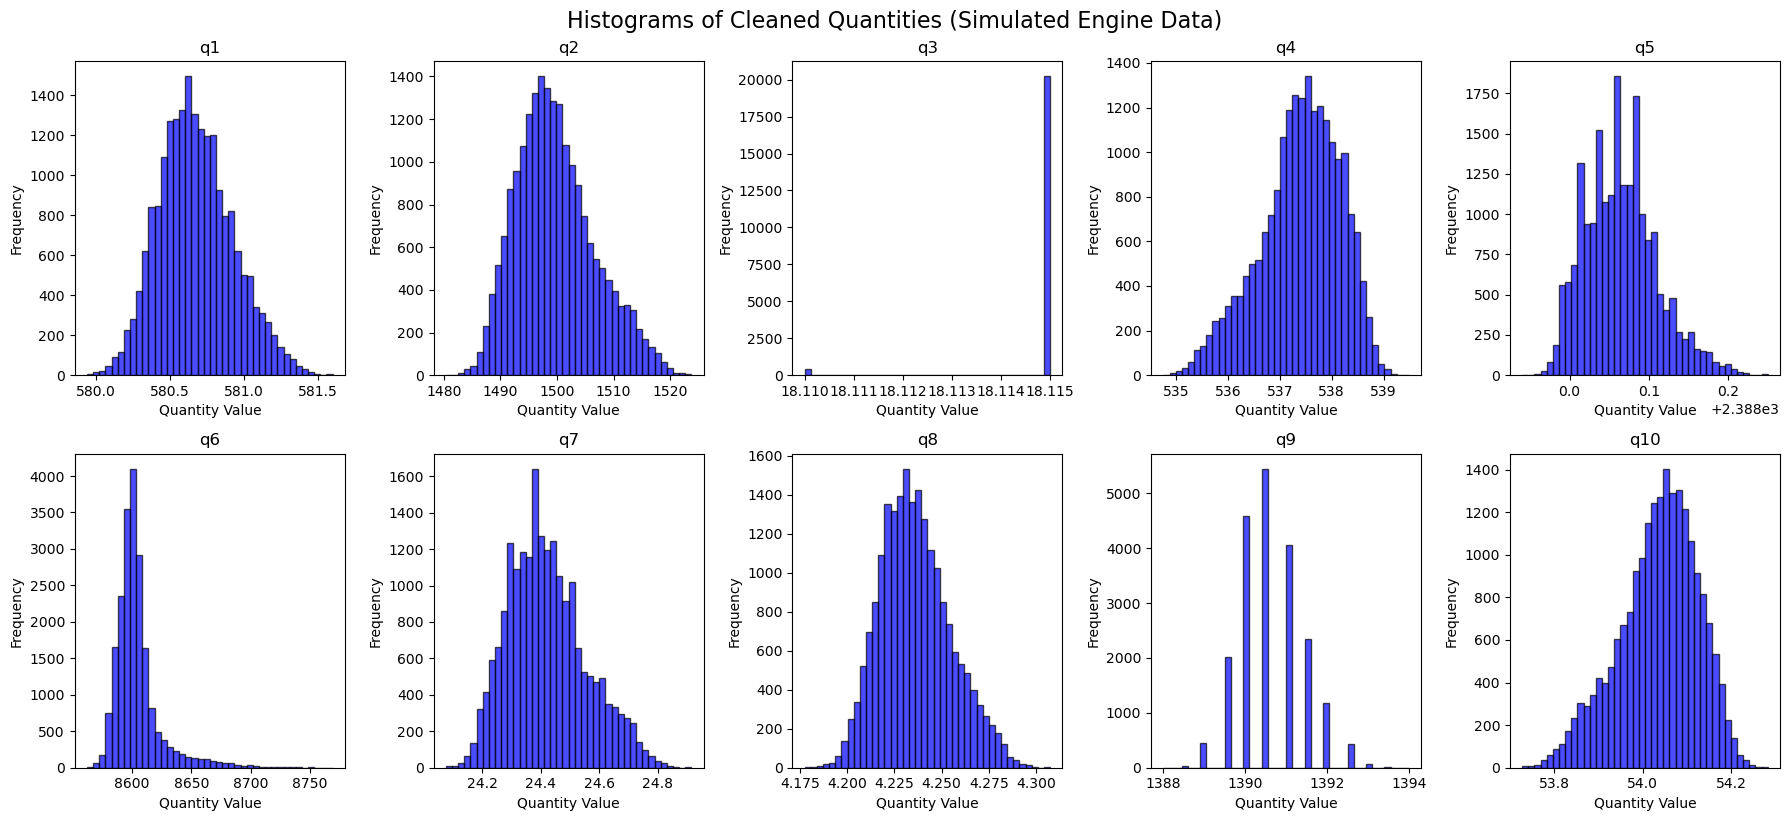 Histograms of Cleaned Quantities (Simulated Engine Data)
q1
1400
1200
1000
800
600
400
200
0
Frequency
580.0 580.5 581.0 581.5
Quantity Value
q2
1400
1200
1000
800
600
400
200
0
Frequency
1480 1490 1500 1510 1520
Quantity Value
q3
20000
17500
15000
12500
10000
7500
5000
2500
0
Frequency
18.110 18.111 18.112 18.113 18.114 18.115
Quantity Value
q4
1400
1200
1000
800
600
400
200
0
Frequency
535 536 537 538 539
Quantity Value
q5
1750
1500
1250
1000
750
500
250
0
Frequency
0.0 0.1 0.2
Quantity Value
+2.388e3
q6
4000
3500
3000
2500
2000
1500
1000
500
0
Frequency
8600 8650 8700 8750
Quantity Value
q7
1600
1400
1200
1000
800
600
400
200
0
Frequency
24.2 24.4 24.6 24.8
Quantity Value
q8
1600
1400
1200
1000
800
600
400
200
0
Frequency
4.175 4.200 4.225 4.250 4.275 4.300
Quantity Value
q9
5000
4000
3000
2000
1000
0
Frequency
1388 1390 1392 1394
Quantity Value
q10
1400
1200
1000
800
600
400
200
0
Frequency
53.8 54.0 54.2
Quantity Value